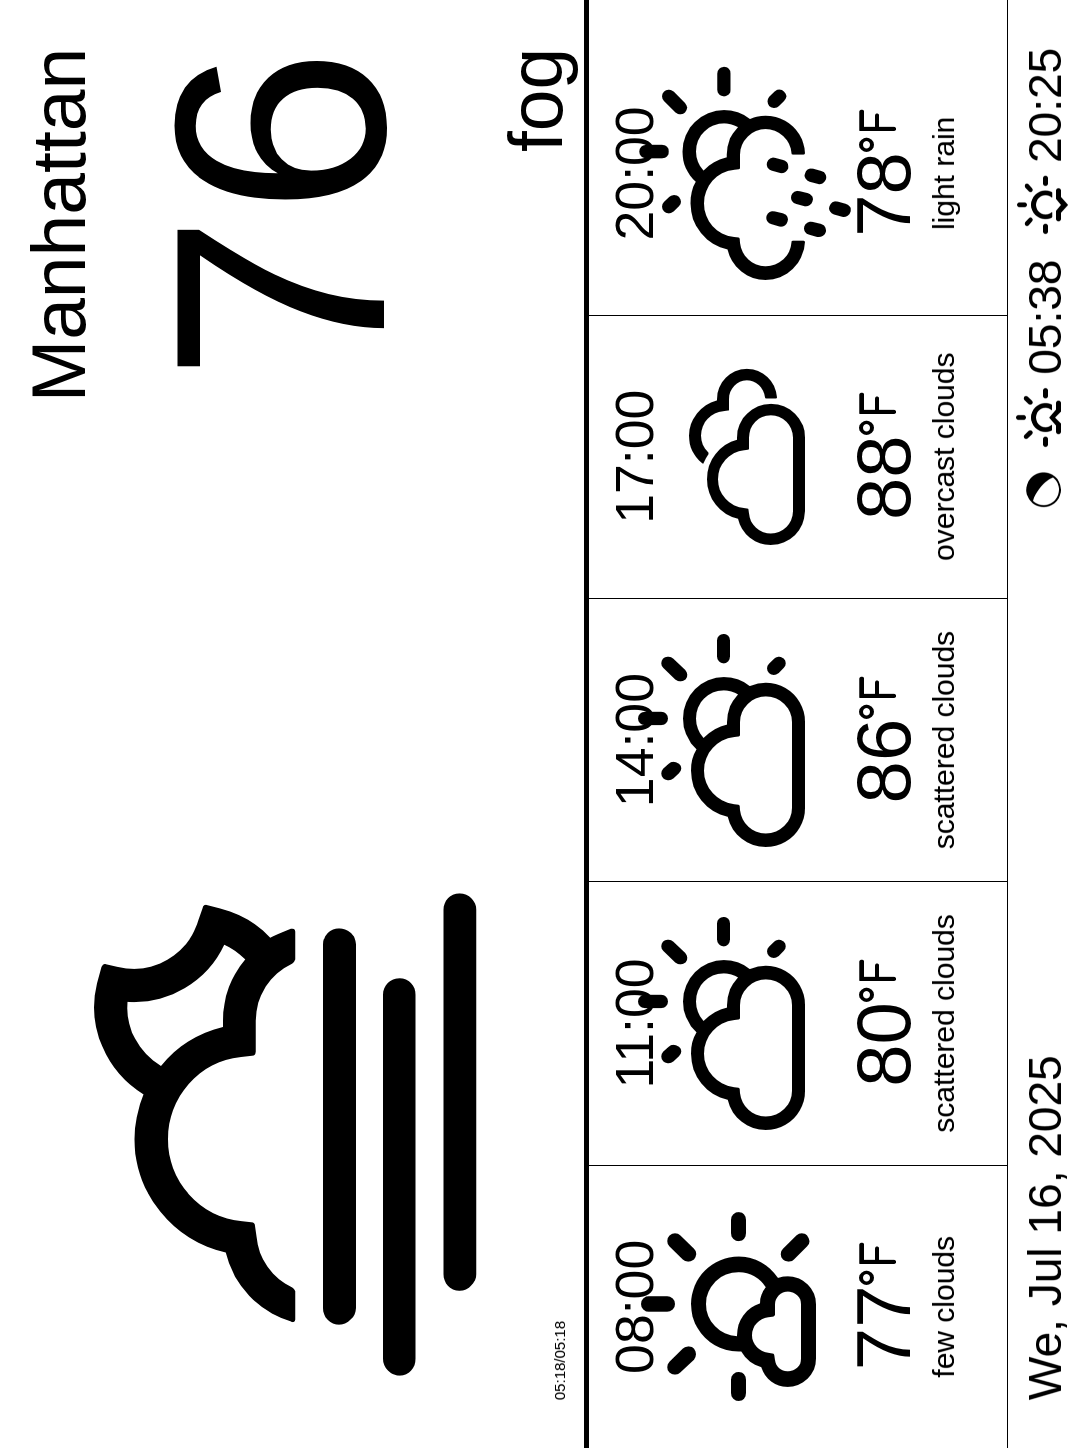 Manhattan
76
fog
05:18/05:18
08:00 11:00 14:00 17:00 20:00
77°F 80°F 86°F 88°F 78°F
few clouds scattered clouds scattered clouds overcast clouds light rain
We, Jul 16, 2025 05:38 20:25